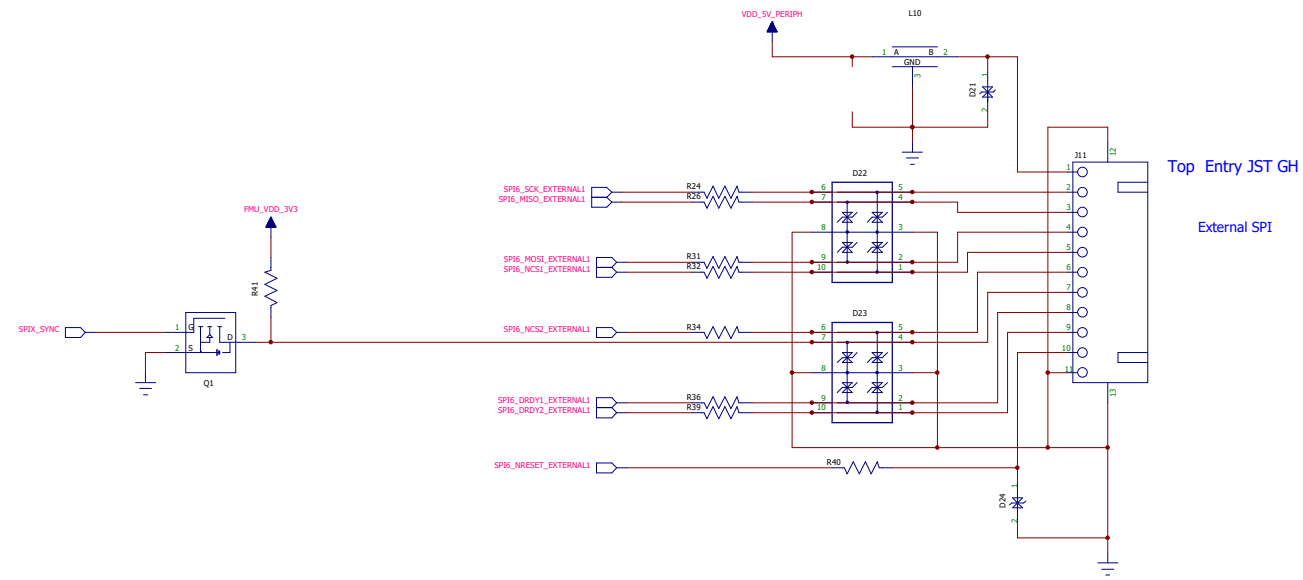 VDD_5V_PERIPH
L10
1 A B 2
GND
3
1
D21
2
12
J11
Top Entry JST GH
1
D22
SPI6_SCK_EXTERNAL1 R24 6 5 2
SPI6_MISO_EXTERNAL1 R26 7 4
3
FMU_VDD_3V3
External SPI
8 3 4
5
SPI6_MOSI_EXTERNAL1 R31 9 2
SPI6_NCS1_EXTERNAL1 R32 10 1 6
R41
7
8
D23
SPIX_SYNC 1 G
SPI6_NCS2_EXTERNAL1 R34 6 5 9
D 3
7 4
2 S
10
8 3 11
Q1
13
SPI6_DRDY1_EXTERNAL1 R36 9 2
SPI6_DRDY2_EXTERNAL1 R39 10 1
SPI6_NRESET_EXTERNAL1 R40
1
D24
2